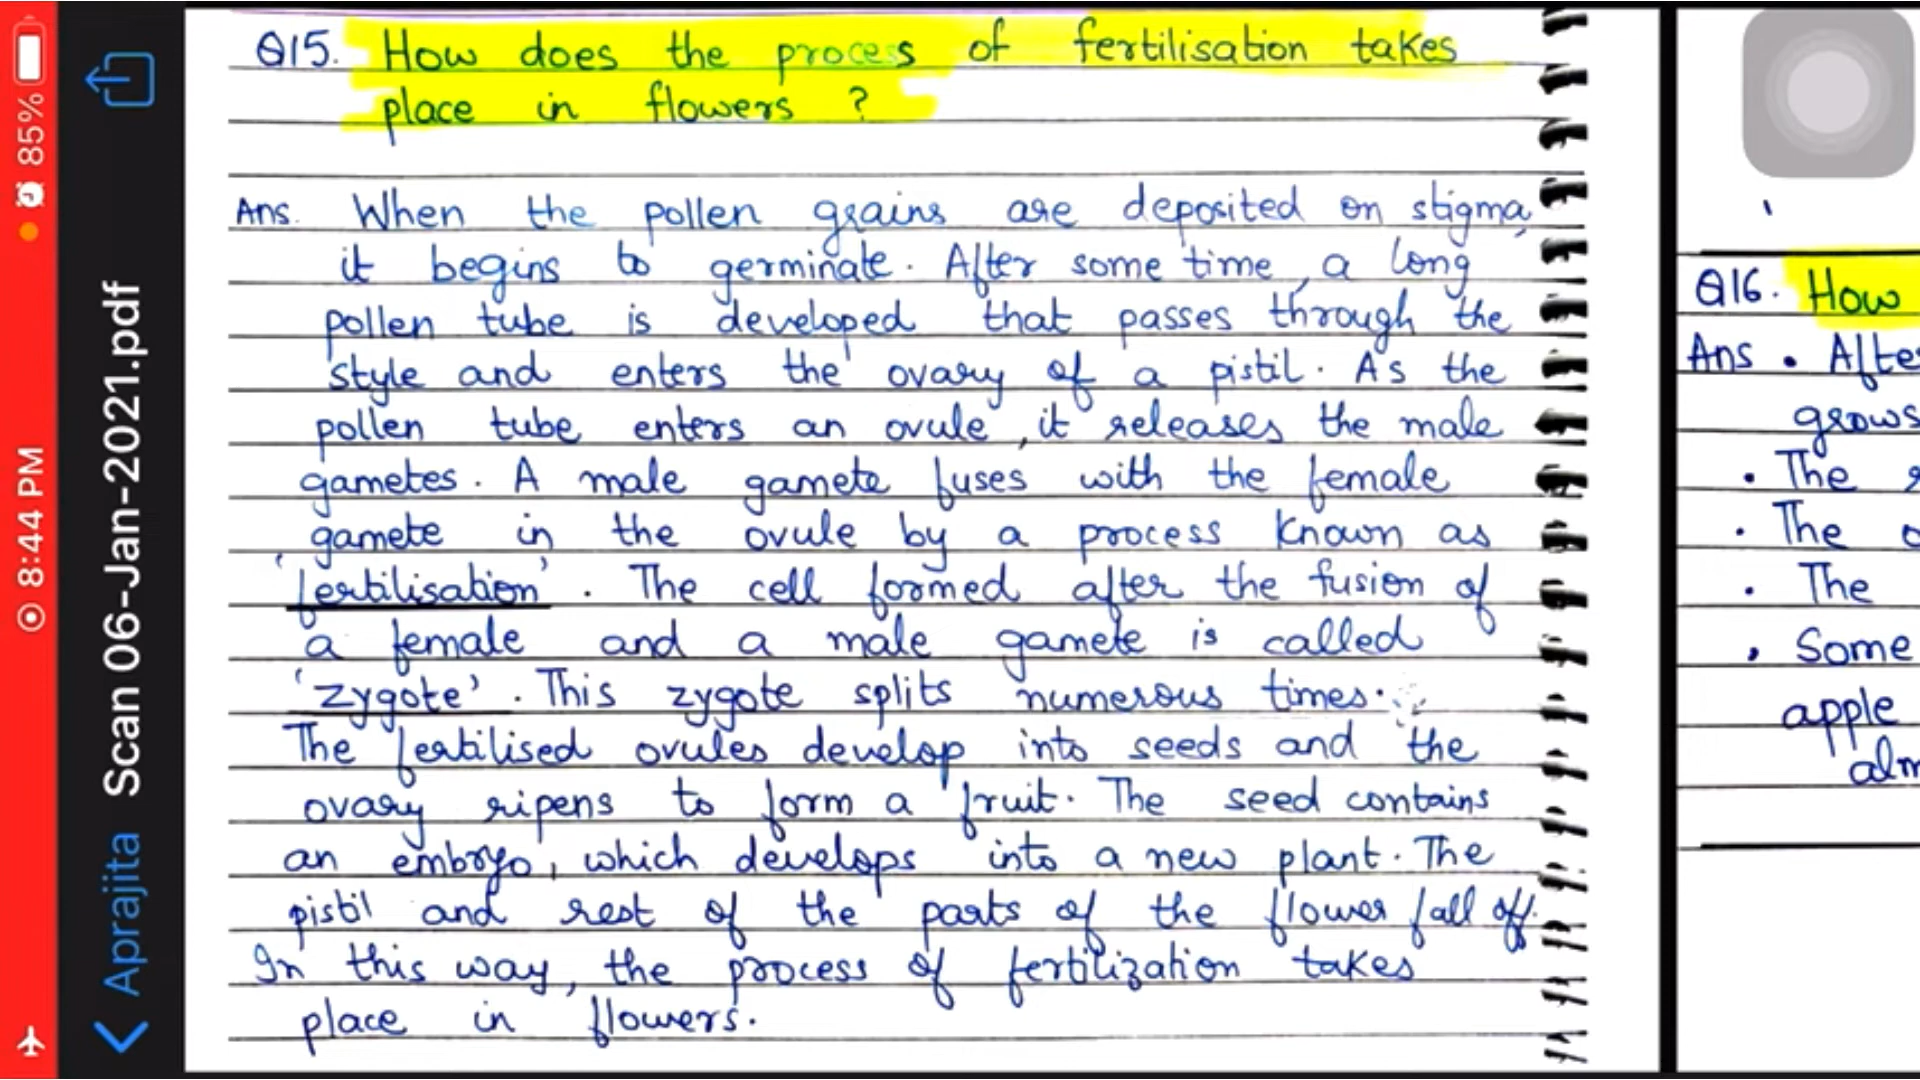 8:44 PM
85%
Aprajita
Scan 06-Jan-2021.pdf
Q15. How does the process of fertilisation takes
place in flowers ?
Ans. When the pollen grains are deposited on stigma,
it begins to germinate. After some time, a long
pollen tube is developed that passes through the
style and enters the ovary of a pistil. As the
pollen tube enters an ovule, it releases the male
gametes. A male gamete fuses with the female
gamete in the ovule by a process known as
'fertilisation'. The cell formed after the fusion of
a female and a male gamete is called
'zygote'. This zygote splits numerous times.
The fertilised ovules develop into seeds and the
ovary ripens to form a fruit. The seed contains
an embryo, which develops into a new plant. The
pistil and rest of the parts of the flower fall off.
In this way, the process of fertilization takes
place in flowers.
Q16. How
Ans • After
grows
• The
• The
• The
• Some
apple